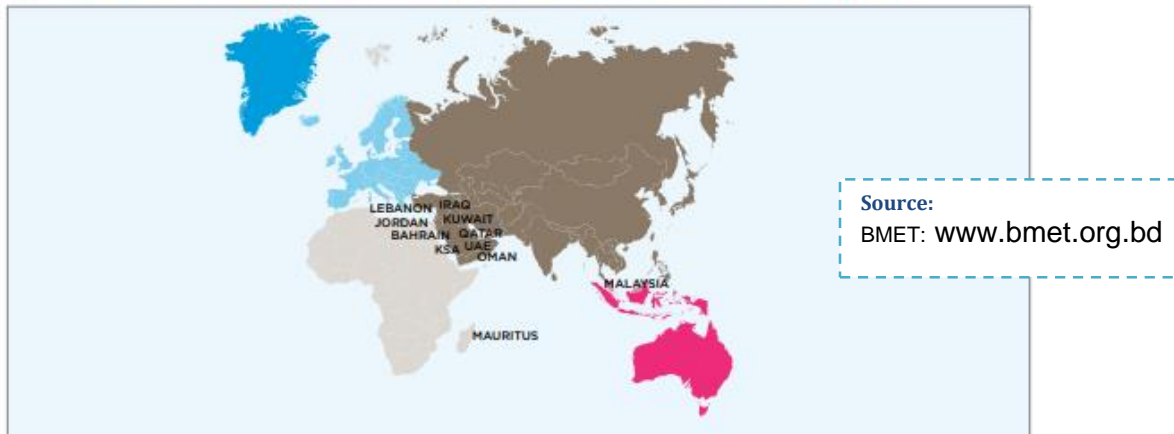 LEBANON
IRAQ
JORDAN
KUWAIT
BAHRAIN
QATAR
KSA
UAE
OMAN
MALAYSIA
MAURITUS
Source:
BMET: www.bmet.org.bd